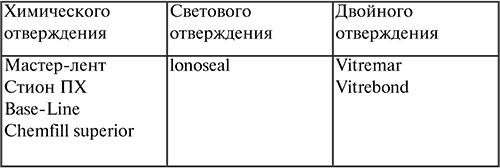 Химического отверждения
Светового отверждения
Двойного отверждения
Мастер-лент
Стион ПХ
Base-Line
Chemfill superior
Ionoseal
Vitremar
Vitrebond